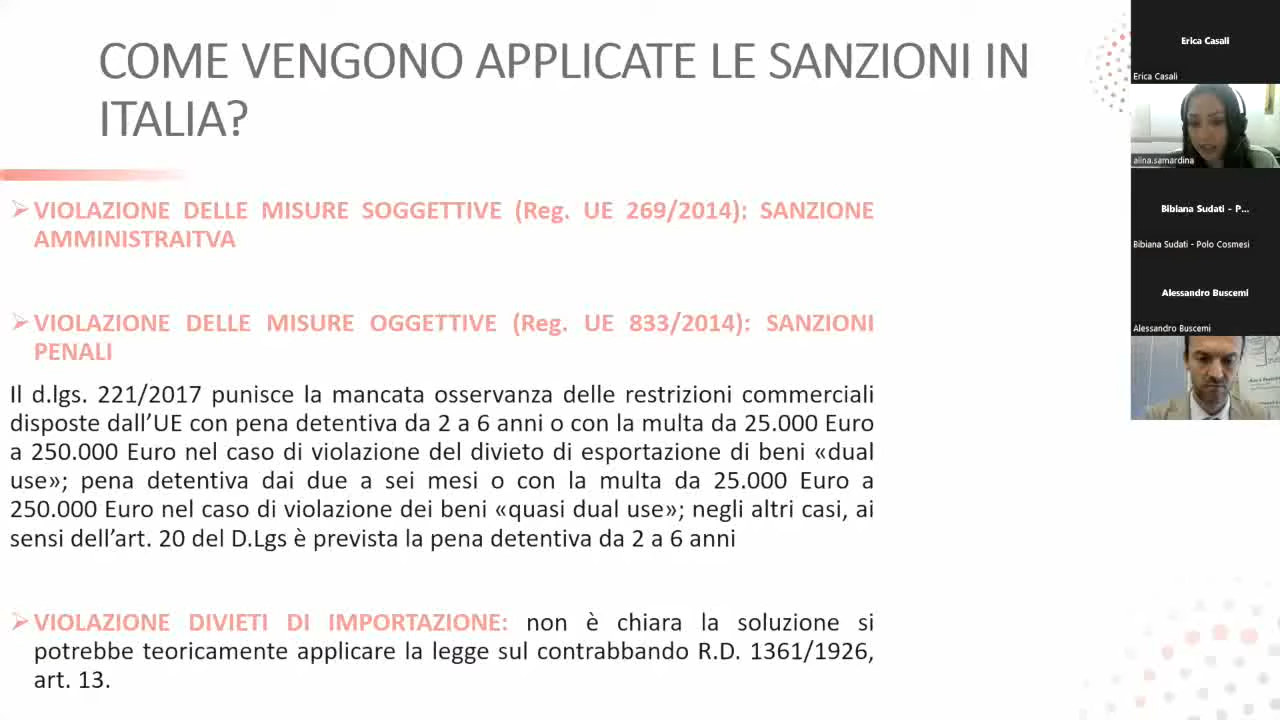 COME VENGONO APPLICATE LE SANZIONI IN
ITALIA?
VIOLAZIONE DELLE MISURE SOGGETTIVE (Reg. UE 269/2014): SANZIONE
AMMINISTRAITVA
VIOLAZIONE DELLE MISURE OGGETTIVE (Reg. UE 833/2014): SANZIONI
PENALI
Il d.lgs. 221/2017 punisce la mancata osservanza delle restrizioni commerciali
disposte dall'UE con pena detentiva da 2 a 6 anni o con la multa da 25.000 Euro
a 250.000 Euro nel caso di violazione del divieto di esportazione di beni «dual
use»; pena detentiva dai due a sei mesi o con la multa da 25.000 Euro a
250.000 Euro nel caso di violazione dei beni «quasi dual use»; negli altri casi, ai
sensi dell'art. 20 del D.Lgs è prevista la pena detentiva da 2 a 6 anni
VIOLAZIONE DIVIETI DI IMPORTAZIONE: non è chiara la soluzione si
potrebbe teoricamente applicare la legge sul contrabbando R.D. 1361/1926,
art. 13.
Erica Casali
Erica Casali
alina.samardina
Bibiana Sudati - P...
Bibiana Sudati - Polo Cosmesi
Alessandro Buscemi
Alessandro Buscemi